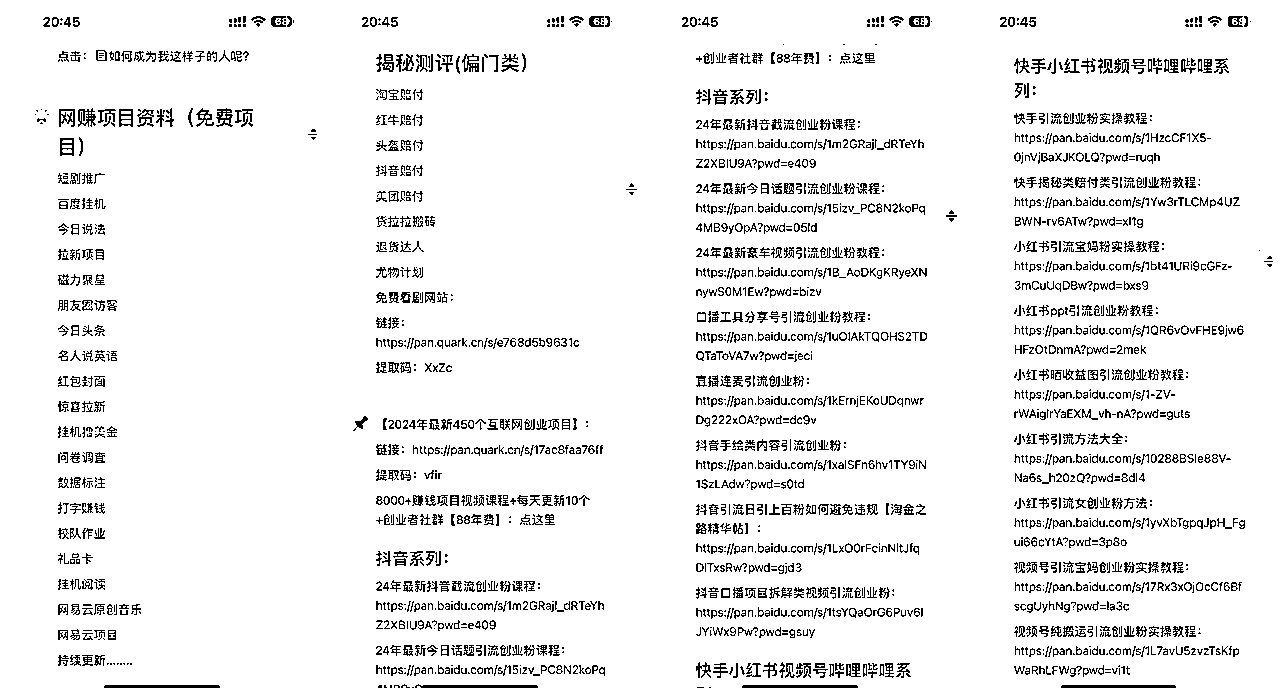 20:45
68
点击：如何成为我这样子的人呢?
网赚项目资料（免费项
目）
短剧推广
百度挂机
今日说法
拉新项目
磁力聚星
朋友圈访客
今日头条
名人说英语
红包封面
惊喜拉新
挂机撸美金
问卷调查
数据标注
打字赚钱
校队作业
礼品卡
挂机阅读
网易云原创音乐
网易云项目
持续更新........
20:45
68
揭秘测评(偏门类）
淘宝赔付
红牛赔付
头盔赔付
抖音赔付
美团赔付
货拉拉搬砖
退货达人
尤物计划
免费看剧网站：
链接：
https://pan.quark.cn/s/e768d5b9631c
提取码：XxZc
【2024年最新450个互联网创业项目】：
链接：https://pan.quark.cn/s/17ac8faa76ff
提取码：vfir
8000+赚钱项目视频课程+每天更新10个
+创业者社群【88年费】：点这里
抖音系列：
24年最新抖音截流创业粉课程：
https://pan.baidu.com/s/1m2GRajl_dRTeYh
Z2XBIU9A?pwd=e409
24年最新今日话题引流创业粉课程：
https://pan.baidu.com/s/15izv_PC8N2koPq
20:45
68
+创业者社群【88年费】：点这里
抖音系列：
24年最新抖音截流创业粉课程：
https://pan.baidu.com/s/1m2GRajl_dRTeYh
Z2XBIU9A?pwd=e409
24年最新今日话题引流创业粉课程：
https://pan.baidu.com/s/15izv_PC8N2koPq
4MB9yOpA?pwd=05fd
24年最新豪车视频引流创业粉教程：
https://pan.baidu.com/s/1B_AoDKgKRyeXN
nywS0M1Ew?pwd=bizv
口播工具分享号引流创业粉教程：
https://pan.baidu.com/s/1uOlAkTQOHS2TD
QTaToVA7w?pwd=jeci
直播连麦引流创业粉：
https://pan.baidu.com/s/1kErnjEKoUDqnwr
Dg222xOA?pwd=dc9v
抖音手绘类内容引流创业粉：
https://pan.baidu.com/s/1xalSFn6hv1TY9iN
1SzLAdw?pwd=s0td
抖音引流日引上百粉如何避免违规【淘金之
路精华帖】：
https://pan.baidu.com/s/1LxO0rFcinNltJfq
DITxsRw?pwd=gjd3
抖音口播项目拆解类视频引流创业粉：
https://pan.baidu.com/s/1tsYQaOrG6Puv6I
JYiWx9Pw?pwd=gsuy
快手小红书视频号哔哩哔哩系
20:45
68
快手小红书视频号哔哩哔哩系
列：
快手引流创业粉实操教程：
https://pan.baidu.com/s/1HzcCF1X5-
0jnVjBaXJKOLQ?pwd=ruqh
快手揭秘类赔付类引流创业粉教程：
https://pan.baidu.com/s/1Yw3rTLCMp4UZ
BWN-rv6ATw?pwd=xl1g
小红书引流宝妈粉实操教程：
https://pan.baidu.com/s/1bt41URi9cGFz-
3mCuUqDBw?pwd=bxs9
小红书ppt引流创业粉教程：
https://pan.baidu.com/s/1QR6vOvFHE9jw6
HFzOtDnmA?pwd=2mek
小红书晒收益图引流创业粉教程：
https://pan.baidu.com/s/1-ZV-
rWAigirYaEXM_vh-nA?pwd=guts
小红书引流方法大全：
https://pan.baidu.com/s/10288BSle88V-
Na6s_h20zQ?pwd=8dl4
小红书引流女创业粉方法：
https://pan.baidu.com/s/1yvXbTgpqJpH_Fg
ui66cYtA?pwd=3p8o
视频号引流宝妈创业粉实操教程：
https://pan.baidu.com/s/17Rx3xOjOcCf6Bf
scgUyhNg?pwd=la3c
视频号纯搬运引流创业粉实操教程：
https://pan.baidu.com/s/1L7avU5zvzTsKfp
WaRhLFWg?pwd=vi1t